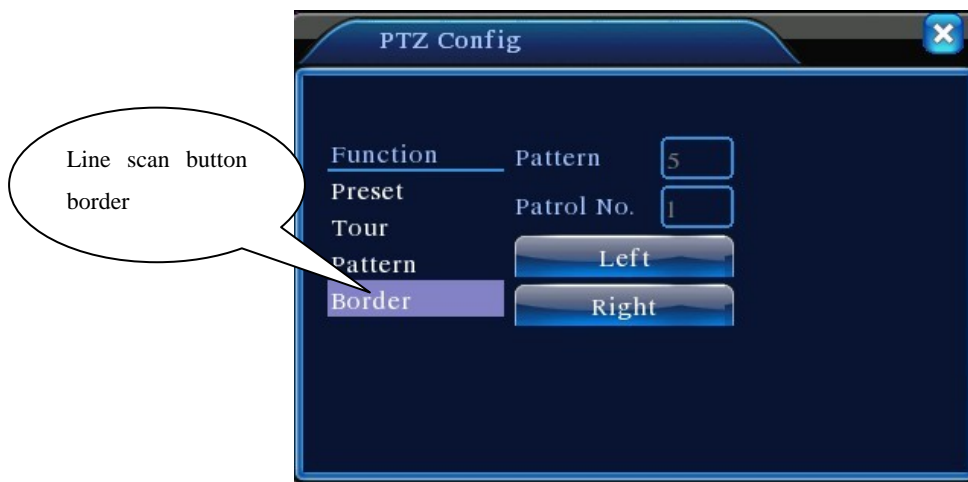 PTZ Config
Line scan button
border
Function
Preset
Tour
Pattern
Border
Pattern 5
Patrol No. 1
Left
Right